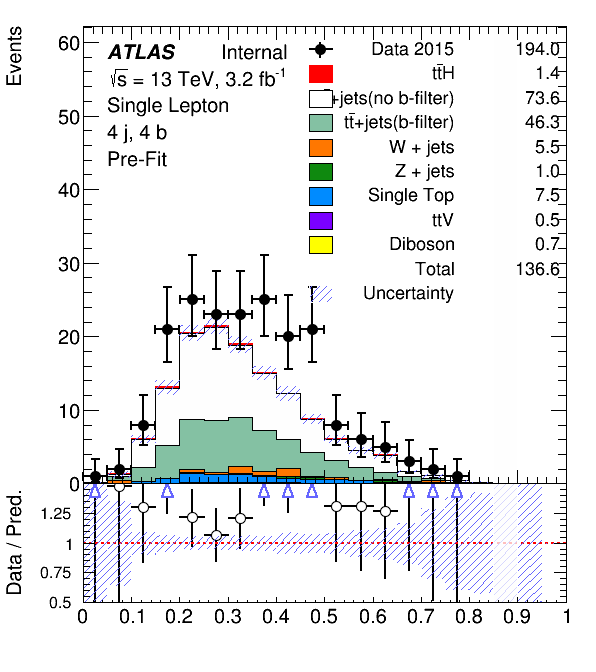 Events
60
50
40
30
20
10
0
ATLAS Internal
√s = 13 TeV, 3.2 fb-1
Single Lepton
4 j, 4 b
Pre-Fit
Data 2015 194.0
tt̄H 1.4
+jets(no b-filter) 73.6
tt̄+jets(b-filter) 46.3
W + jets 5.5
Z + jets 1.0
Single Top 7.5
ttV 0.5
Diboson 0.7
Total 136.6
Uncertainty
Data / Pred.
1.25
1
0.75
0.5
0 0.1 0.2 0.3 0.4 0.5 0.6 0.7 0.8 0.9 1